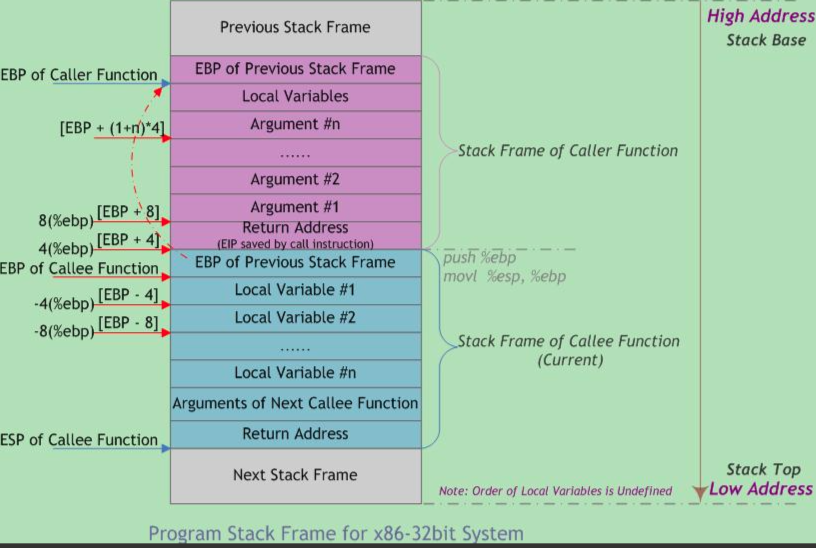 High Address
Previous Stack Frame
Stack Base
EBP of Previous Stack Frame
EBP of Caller Function
Local Variables
Argument #n
[EBP + (1+n)*4]
......
Stack Frame of Caller Function
Argument #2
Argument #1
[EBP + 8]
8(%ebp)
Return Address
[EBP + 4]
(EIP saved by call instruction)
4(%ebp)
push %ebp
EBP of Previous Stack Frame
EBP of Callee Function
movl %esp, %ebp
Local Variable #1
[EBP - 4]
-4(%ebp)
Local Variable #2
[EBP - 8]
-8(%ebp)
......
Stack Frame of Callee Function
(Current)
Local Variable #n
Arguments of Next Callee Function
Return Address
ESP of Callee Function
Next Stack Frame
Stack Top
Note: Order of Local Variables is Undefined
Low Address
Program Stack Frame for x86-32bit System